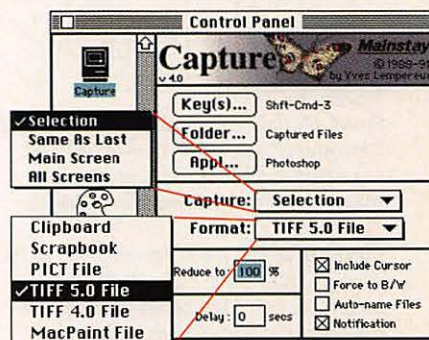 Control Panel
Capture
Mainstay
v 4.0
© 1988-91
by Yves Lempereur
Capture
Key(s)... Shft-Cmd-3
Folder... Captured Files
Appl... Photoshop
✓Selection
Same As Last
Main Screen
All Screens
Capture: Selection
Format: TIFF 5.0 File
Clipboard
Scrapbook
PICT File
✓TIFF 5.0 File
TIFF 4.0 File
MacPaint File
Reduce to: 100 %
Delay: 0 secs
Include Cursor
Force to B/W
Auto-name Files
Notification